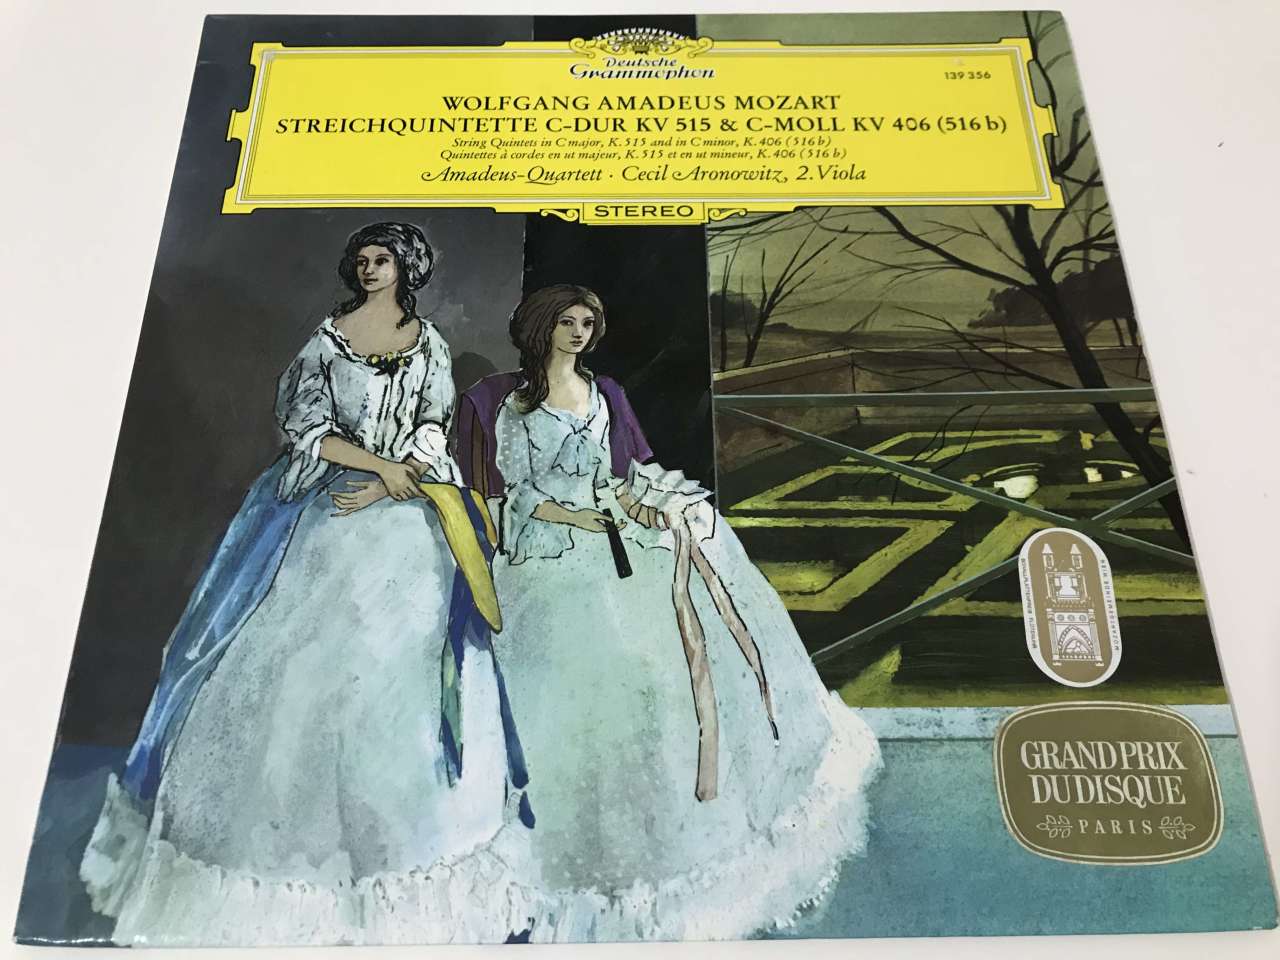 Deutsche
Grammophon
139 356
WOLFGANG AMADEUS MOZART
STREICHQUINTETTE C-DUR KV 515 & C-MOLL KV 406 (516 b)
String Quintets in C major, K. 515 and in C minor, K. 406 (516 b)
Quintettes à cordes en ut majeur, K. 515 et en ut mineur, K. 406 (516 b)
Amadeus-Quartett · Cecil Aronowitz, 2. Viola
STEREO
MOZARTGEMEINDE WIEN
GRAND PRIX
DU DISQUE
PARIS